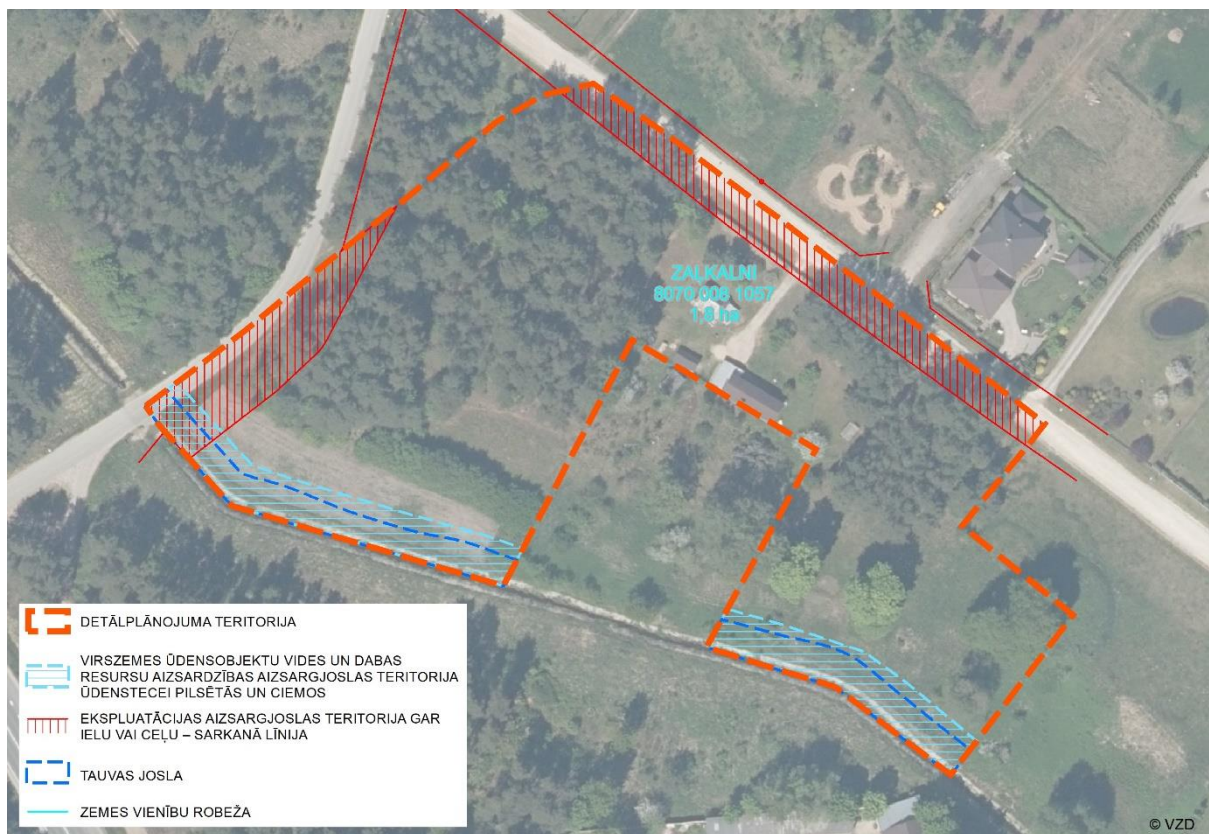 ZAĻKALNI
8070 008 1057
1,8 ha
DETĀLPLĀNOJUMA TERITORIJA
VIRSZEMES ŪDENSOBJEKTU VIDES UN DABAS
RESURSU AIZSARDZĪBAS AIZSARGJOSLAS TERITORIJA
ŪDENSTECEI PILSĒTĀS UN CIEMOS
EKSPLUATĀCIJAS AIZSARGJOSLAS TERITORIJA GAR
IELU VAI CEĻU – SARKANĀ LĪNIJA
TAUVAS JOSLA
ZEMES VIENĪBU ROBEŽA
© VZD